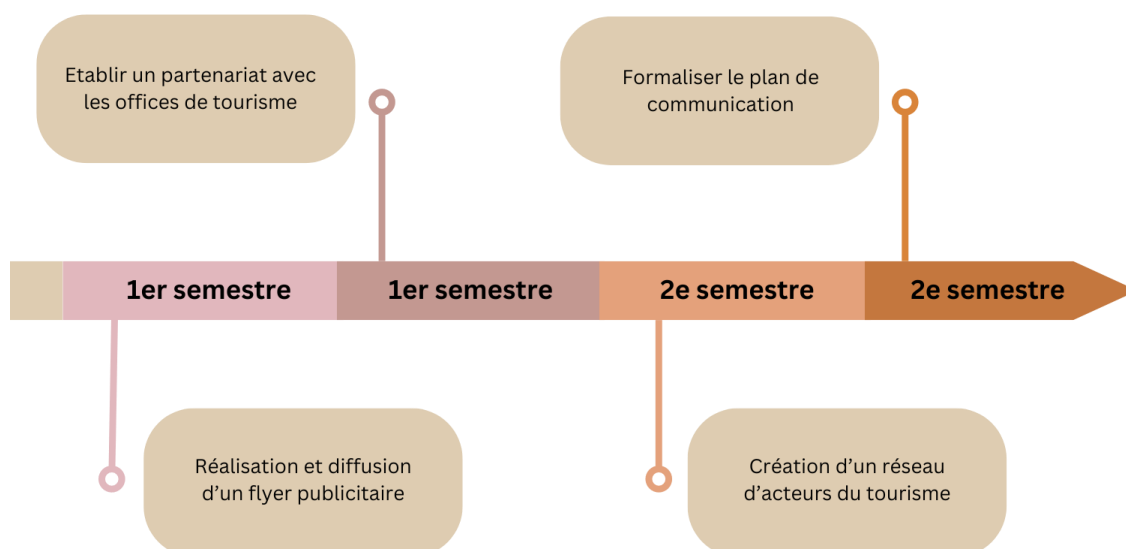 Etablir un partenariat avec
les offices de tourisme
Formaliser le plan de
communication
1er semestre
1er semestre
2e semestre
2e semestre
Réalisation et diffusion
d’un flyer publicitaire
Création d’un réseau
d’acteurs du tourisme